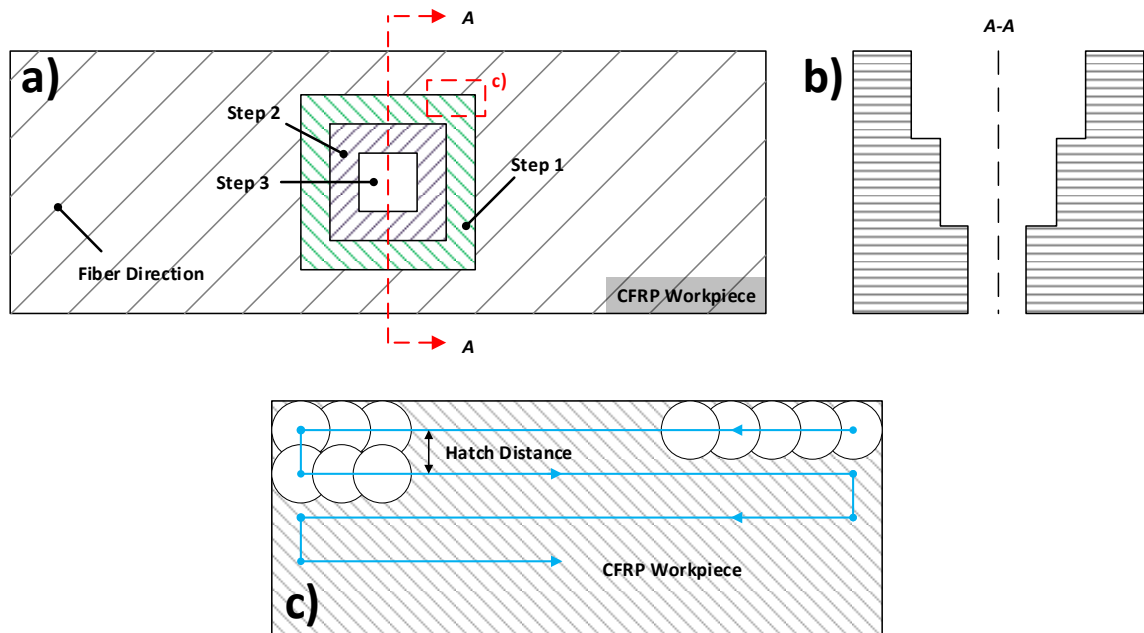 a)
A
c)
Step 2
Step 3
Step 1
Fiber Direction
CFRP Workpiece
A
b)
A-A
Hatch Distance
CFRP Workpiece
c)